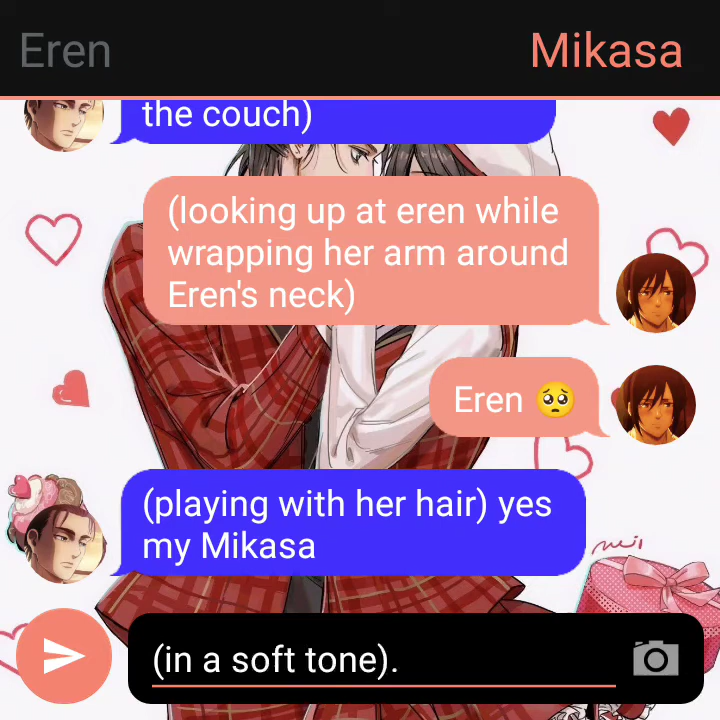 Eren
Mikasa
the couch)
(looking up at eren while
wrapping her arm around
Eren's neck)
Eren 🥺
(playing with her hair) yes
my Mikasa
(in a soft tone).